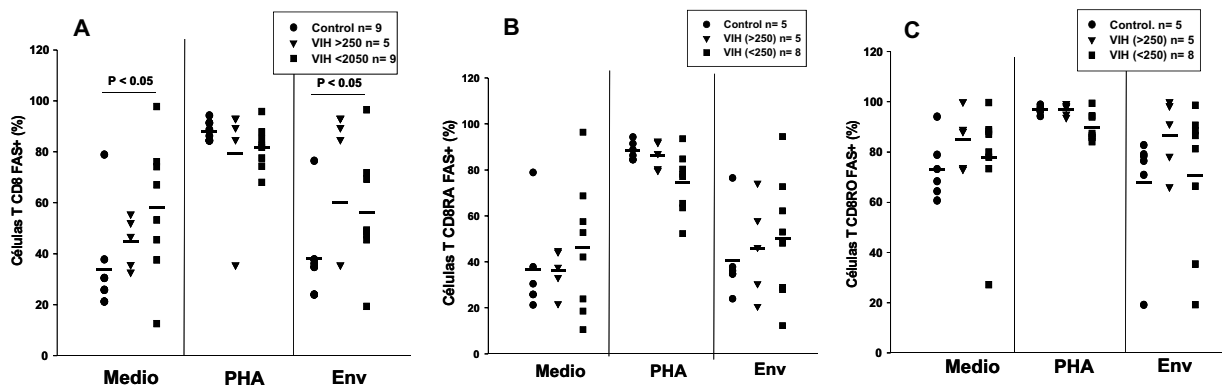 A
Control n= 9
VIH >250 n= 5
VIH <2050 n= 9
P < 0.05
P < 0.05
Células T CD8 FAS+ (%)
120
100
80
60
40
20
0
Medio PHA Env
B
Control n= 5
VIH (>250) n= 5
VIH (<250) n= 8
Células T CD8RA FAS+ (%)
120
100
80
60
40
20
0
Medio PHA Env
C
Control. n= 5
VIH (>250) n= 5
VIH (<250) n= 8
Células T CD8RO FAS+ (%)
120
100
80
60
40
20
0
Medio PHA Env